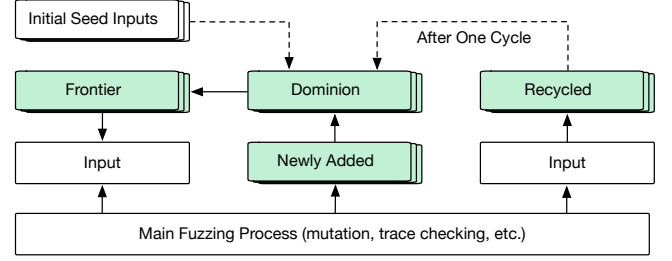 Initial Seed Inputs
After One Cycle
Frontier
Dominion
Recycled
Input
Newly Added
Input
Main Fuzzing Process (mutation, trace checking, etc.)